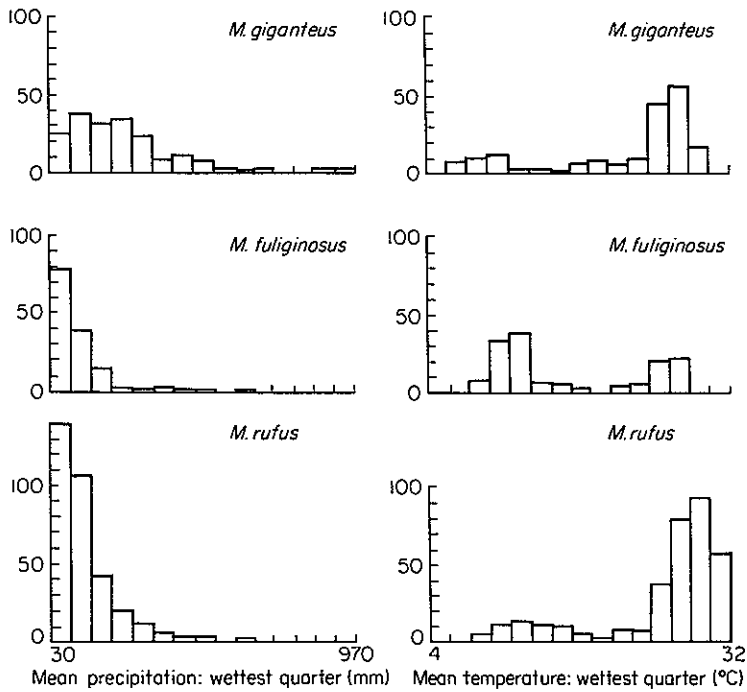 100
M. giganteus
50
0
100
M. giganteus
50
0
100
M. fuliginosus
50
0
100
M. fuliginosus
50
0
M. rufus
100
50
0
30
970
Mean precipitation: wettest quarter (mm)
M. rufus
100
50
0
4
32
Mean temperature: wettest quarter (°C)